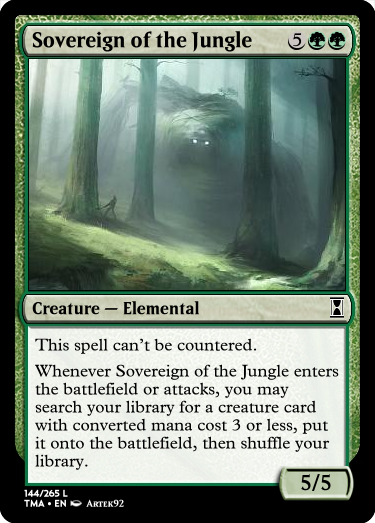 Sovereign of the Jungle 5
Creature — Elemental
This spell can't be countered.
Whenever Sovereign of the Jungle enters
the battlefield or attacks, you may
search your library for a creature card
with converted mana cost 3 or less, put
it onto the battlefield, then shuffle your
library.
5/5
144/265 L
TMA • EN Artek92